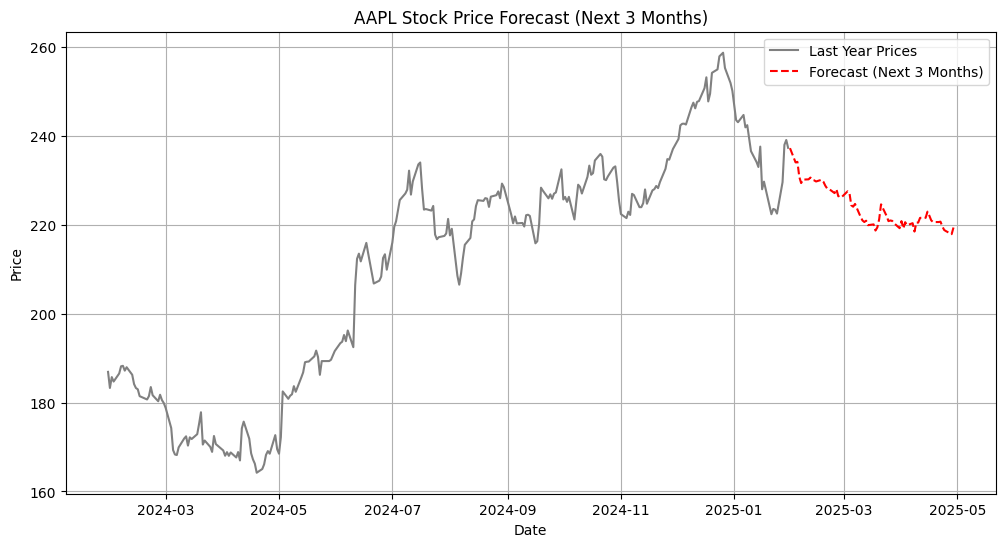 AAPL Stock Price Forecast (Next 3 Months)
Last Year Prices
Forecast (Next 3 Months)
Price
260
240
220
200
180
160
2024-03 2024-05 2024-07 2024-09 2024-11 2025-01 2025-03 2025-05
Date